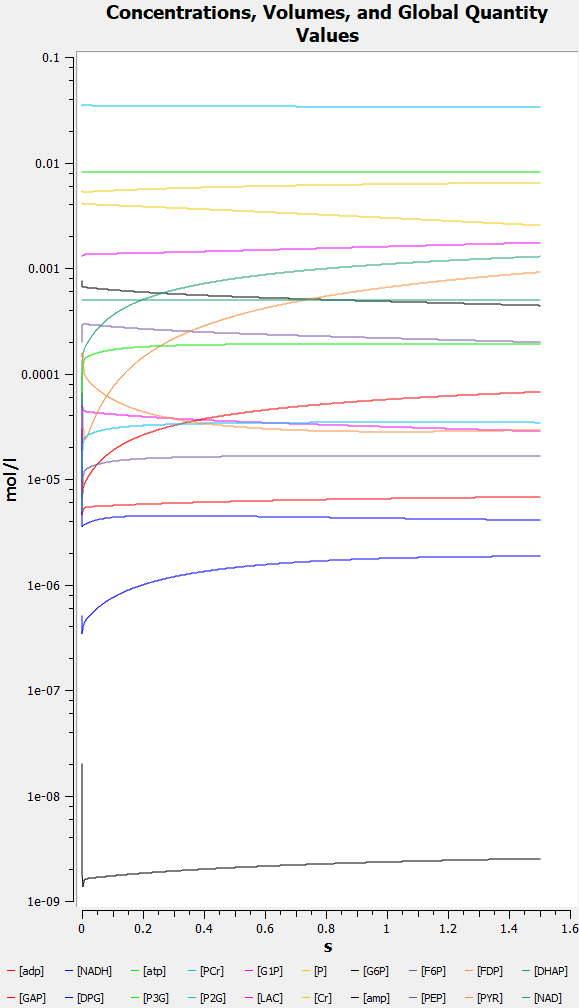 Concentrations, Volumes, and Global Quantity
Values
0.1
0.01
0.001
0.0001
1e-05
1e-06
1e-07
1e-08
1e-09
mol/l
0 0.2 0.4 0.6 0.8 1 1.2 1.4 1.6
s
[adp] [NADH] [atp] [PCr] [G1P] [P] [G6P] [F6P] [FDP] [DHAP]
[GAP] [DPG] [P3G] [P2G] [LAC] [Cr] [amp] [PEP] [PYR] [NAD]